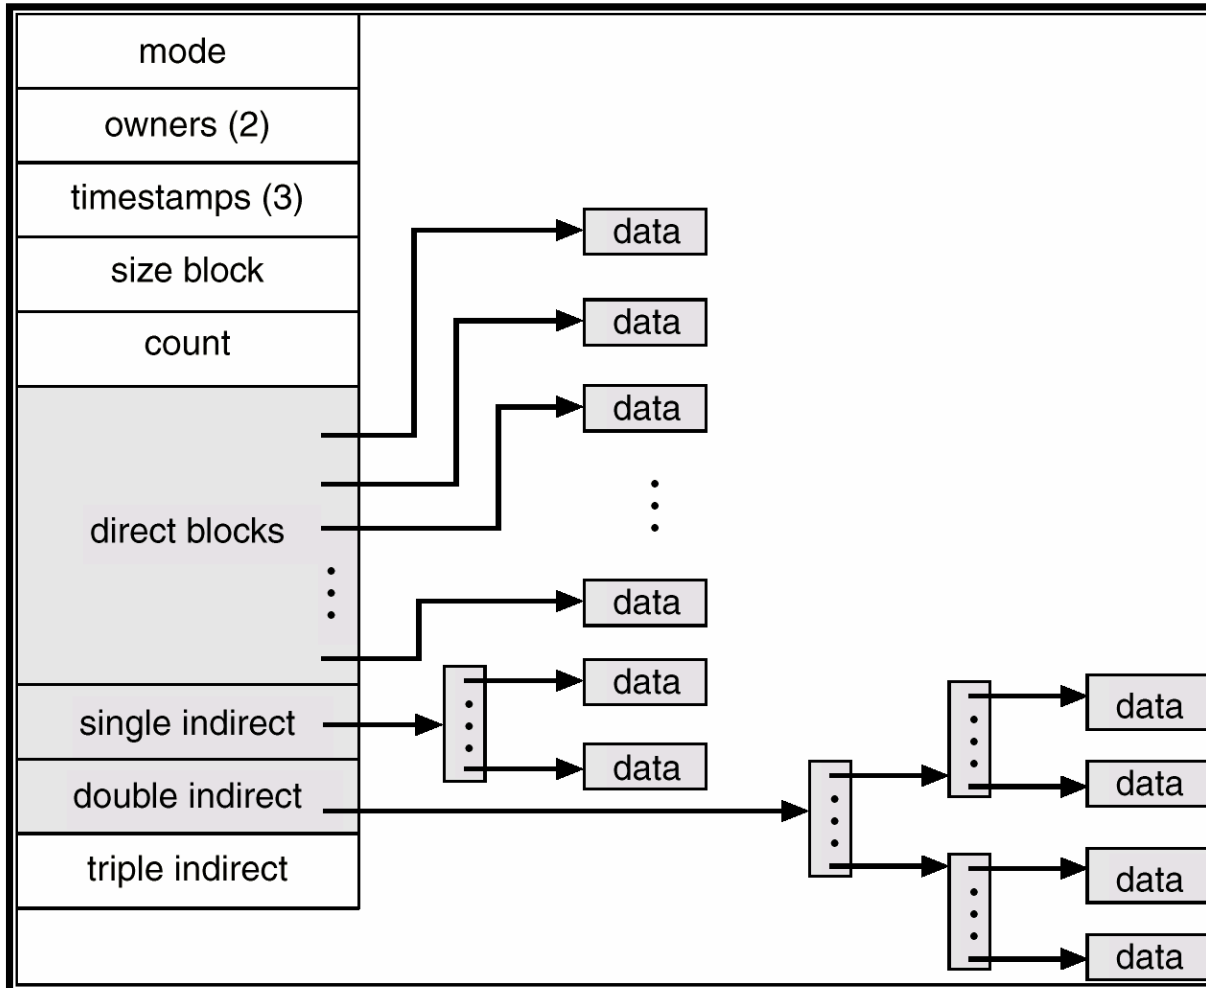 mode
owners (2)
timestamps (3)
size block
count
direct blocks
single indirect
double indirect
triple indirect
data
data
data
data
data
data
data
data
data
data